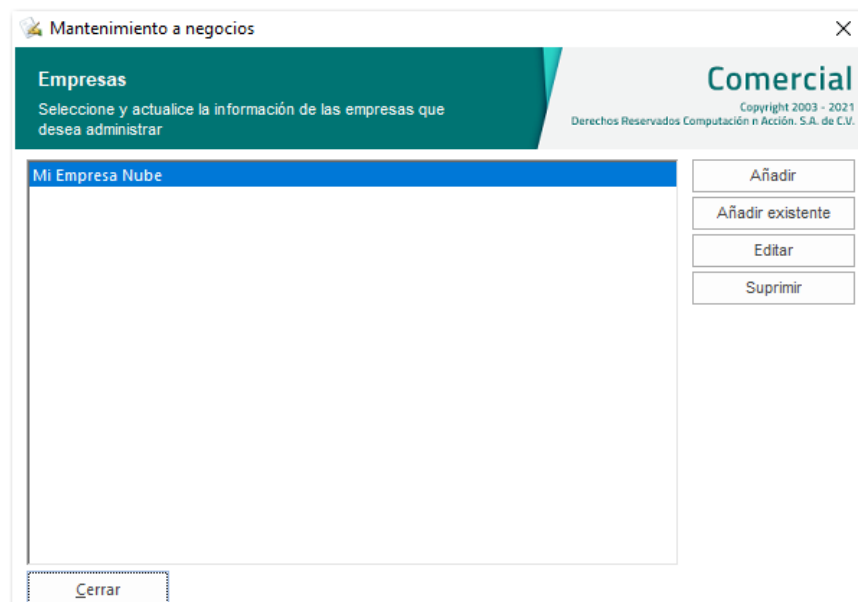 Mantenimiento a negocios
Empresas
Seleccione y actualice la información de las empresas que
desea administrar
Comercial
Copyright 2003 - 2021
Derechos Reservados Computación n Acción. S.A. de C.V.
Mi Empresa Nube
Añadir
Añadir existente
Editar
Suprimir
Cerrar